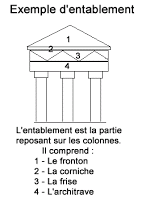 Exemple d'entablement
1
2
3
4
L'entablement est la partie
reposant sur les colonnes.
Il comprend :
1 - Le fronton
2 - La corniche
3 - La frise
4 - L'architrave